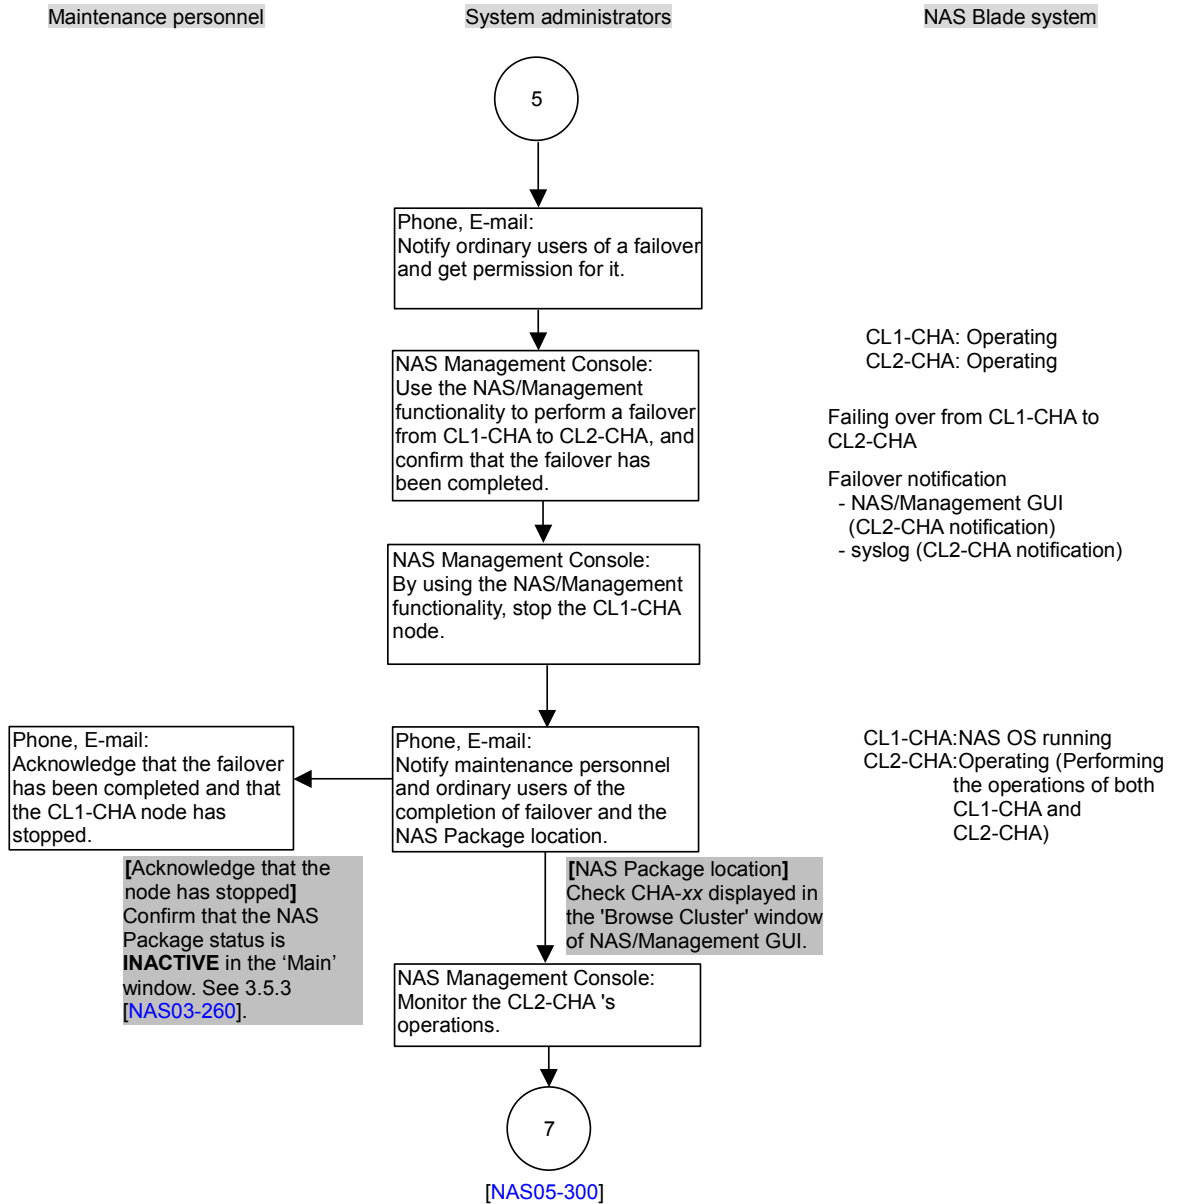 Maintenance personnel
System administrators
NAS Blade system
5
Phone, E-mail:
Notify ordinary users of a failover
and get permission for it.
CL1-CHA: Operating
CL2-CHA: Operating
NAS Management Console:
Use the NAS/Management
functionality to perform a failover
from CL1-CHA to CL2-CHA, and
confirm that the failover has
been completed.
Failing over from CL1-CHA to
CL2-CHA
Failover notification
- NAS/Management GUI
(CL2-CHA notification)
- syslog (CL2-CHA notification)
NAS Management Console:
By using the NAS/Management
functionality, stop the CL1-CHA
node.
Phone, E-mail:
Acknowledge that the failover
has been completed and that
the CL1-CHA node has
stopped.
Phone, E-mail:
Notify maintenance personnel
and ordinary users of the
completion of failover and the
NAS Package location.
CL1-CHA:NAS OS running
CL2-CHA:Operating (Performing
the operations of both
CL1-CHA and
CL2-CHA)
[Acknowledge that the
node has stopped]
Confirm that the NAS
Package status is
INACTIVE in the ‘Main’
window. See 3.5.3
[NAS03-260].
[NAS Package location]
Check CHA-xx displayed in
the 'Browse Cluster' window
of NAS/Management GUI.
NAS Management Console:
Monitor the CL2-CHA 's
operations.
7
[NAS05-300]